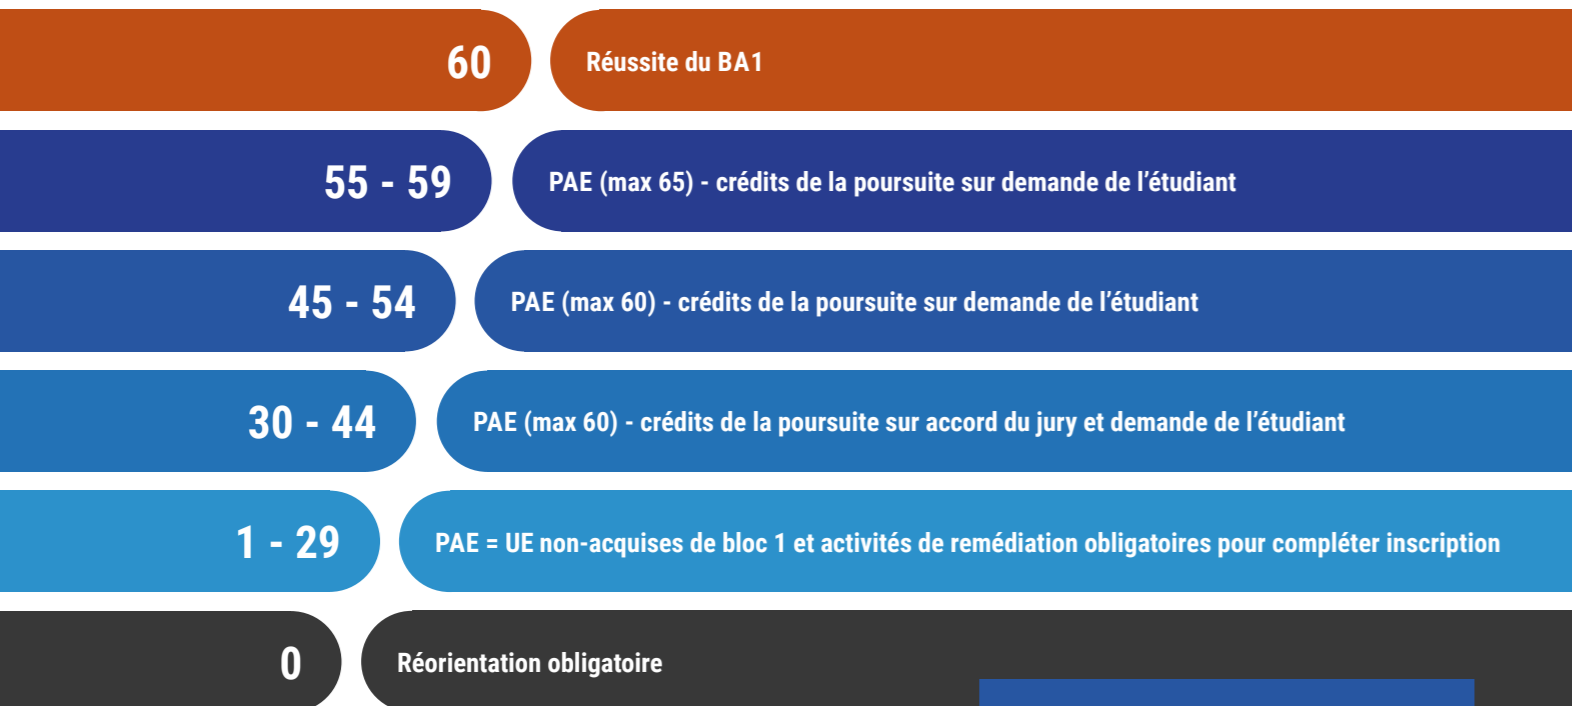 60 Réussite du BA1
55 - 59 PAE (max 65) - crédits de la poursuite sur demande de l’étudiant
45 - 54 PAE (max 60) - crédits de la poursuite sur demande de l’étudiant
30 - 44 PAE (max 60) - crédits de la poursuite sur accord du jury et demande de l’étudiant
1 - 29 PAE = UE non-acquises de bloc 1 et activités de remédiation obligatoires pour compléter inscription
0 Réorientation obligatoire